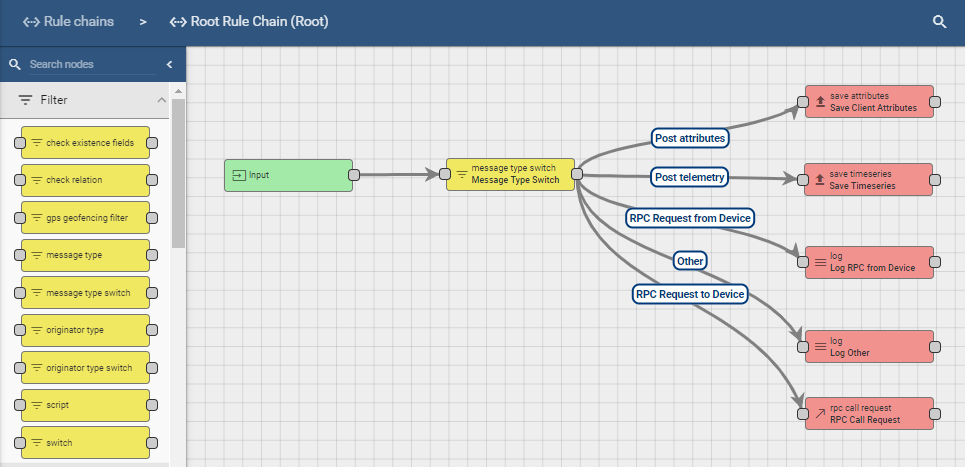 Rule chains > Root Rule Chain (Root)
Search nodes
Filter
check existence fields
check relation
gps geofencing filter
message type
message type switch
originator type
originator type switch
script
switch
Input
message type switch
Message Type Switch
Post attributes
Post telemetry
RPC Request from Device
Other
RPC Request to Device
save attributes
Save Client Attributes
save timeseries
Save Timeseries
log
Log RPC from Device
log
Log Other
rpc call request
RPC Call Request